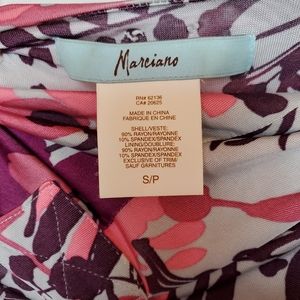 Marciano
RN# 62136
CA# 20625
MADE IN CHINA
FABRIQUE EN CHINE
SHELL/VESTE:
90% RAYON/RAYONNE
10% SPANDEX/SPANDEX
LINING/DOUBLURE:
90% RAYON/RAYONNE
10% SPANDEX/SPANDEX
EXCLUSIVE OF TRIM/
SAUF GARNITURES
S/P